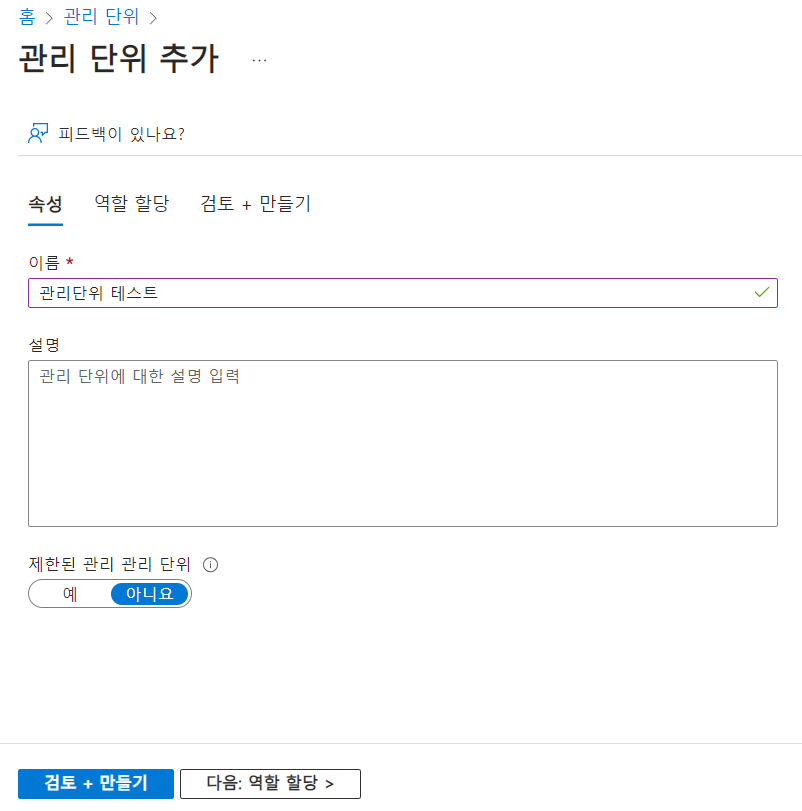 홈 > 관리 단위 >
관리 단위 추가 ...
피드백이 있나요?
속성 역할 할당 검토 + 만들기
이름 *
관리단위 테스트
설명
관리 단위에 대한 설명 입력
제한된 관리 관리 단위
예 아니요
검토 + 만들기 다음: 역할 할당 >